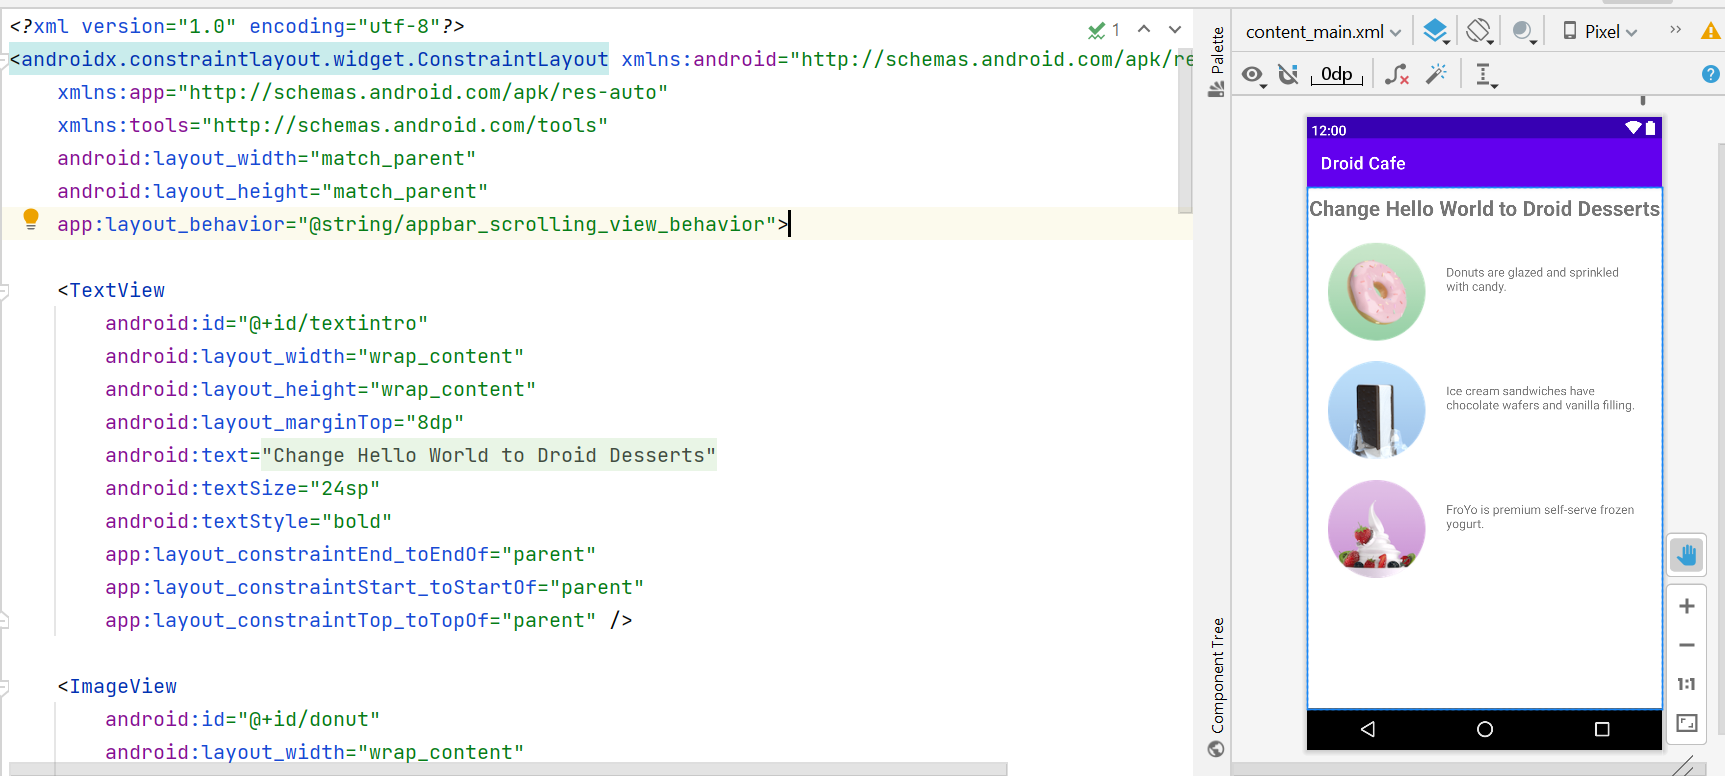 <?xml version="1.0" encoding="utf-8"?>
1
<androidx.constraintlayout.widget.ConstraintLayout xmlns:android="http://schemas.android.com/apk/re
xmlns:app="http://schemas.android.com/apk/res-auto"
xmlns:tools="http://schemas.android.com/tools"
android:layout_width="match_parent"
android:layout_height="match_parent"
app:layout_behavior="@string/appbar_scrolling_view_behavior">
<TextView
android:id="@+id/textintro"
android:layout_width="wrap_content"
android:layout_height="wrap_content"
android:layout_marginTop="8dp"
android:text="Change Hello World to Droid Desserts"
android:textSize="24sp"
android:textStyle="bold"
app:layout_constraintEnd_toEndOf="parent"
app:layout_constraintStart_toStartOf="parent"
app:layout_constraintTop_toTopOf="parent" />
<ImageView
android:id="@+id/donut"
android:layout_width="wrap_content"
Palette
Component Tree
content_main.xml
Pixel
0dp
12:00
Droid Cafe
Change Hello World to Droid Desserts
Donuts are glazed and sprinkled
with candy.
Ice cream sandwiches have
chocolate wafers and vanilla filling.
FroYo is premium self-serve frozen
yogurt.
1:1